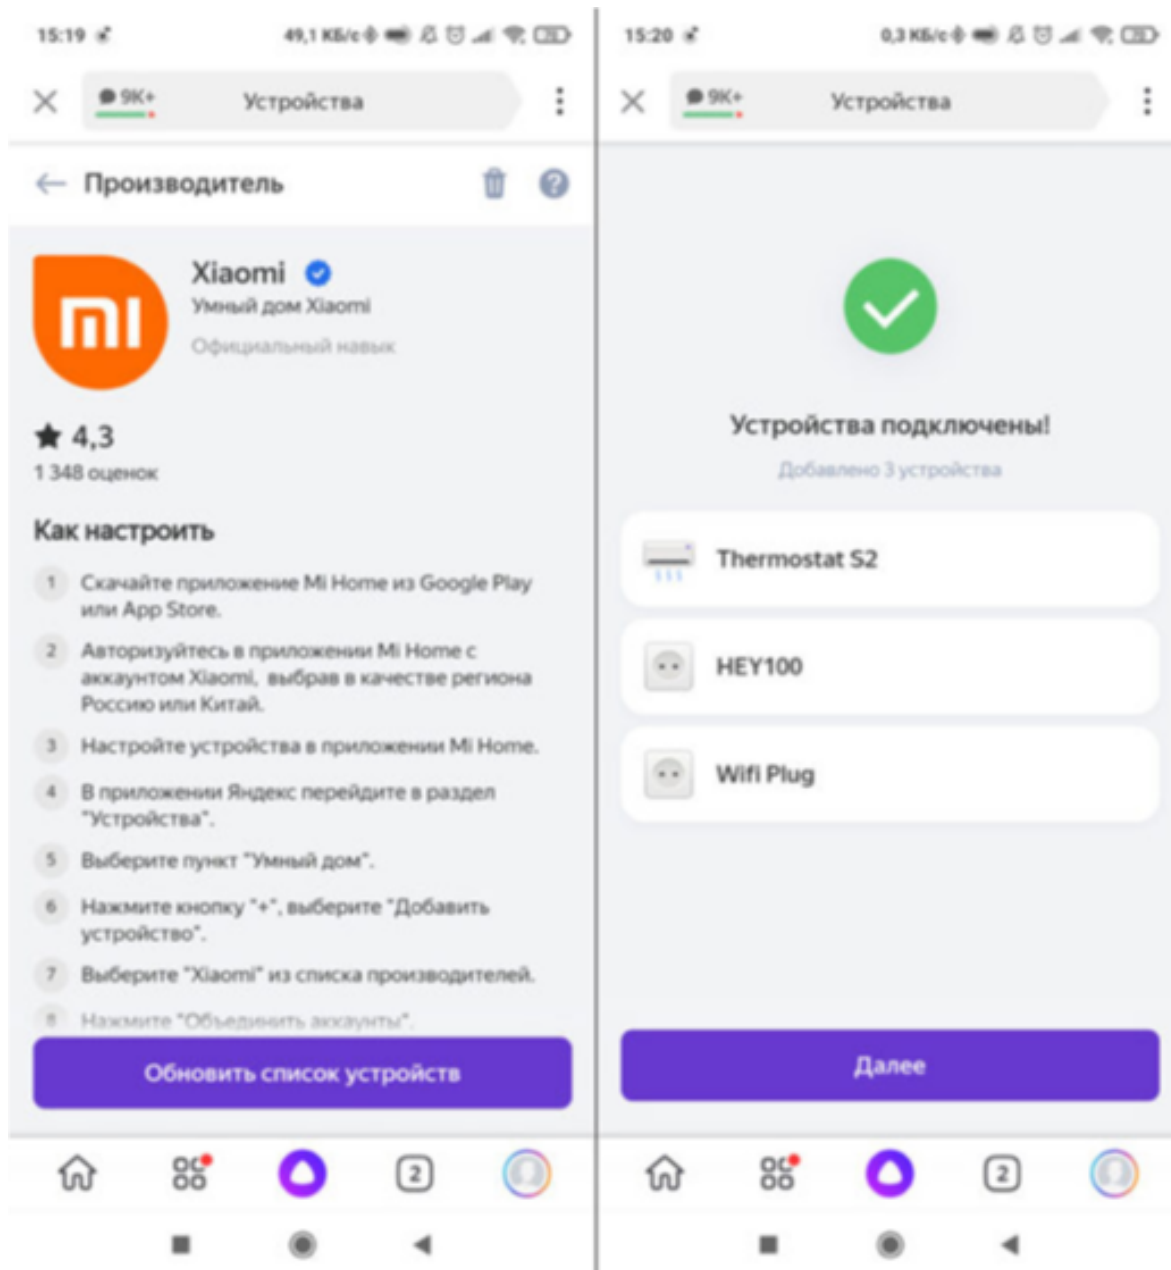 15:19
49,1 КБ/с
9K+
Устройства
Производитель
Xiaomi
Умный дом Xiaomi
Официальный навык
4,3
1 348 оценок
Как настроить
1 Скачайте приложение Mi Home из Google Play
или App Store.
2 Авторизуйтесь в приложении Mi Home с
аккаунтом Xiaomi, выбрав в качестве региона
Россию или Китай.
3 Настройте устройства в приложении Mi Home.
4 В приложении Яндекс перейдите в раздел
"Устройства".
5 Выберите пункт "Умный дом".
6 Нажмите кнопку "+", выберите "Добавить
устройство".
7 Выберите "Xiaomi" из списка производителей.
8 Нажмите "Объединить аккаунты".
Обновить список устройств
2
15:20
0,3 КБ/с
9K+
Устройства
Устройства подключены!
Добавлено 3 устройства
Thermostat S2
HEY100
Wifi Plug
Далее
2